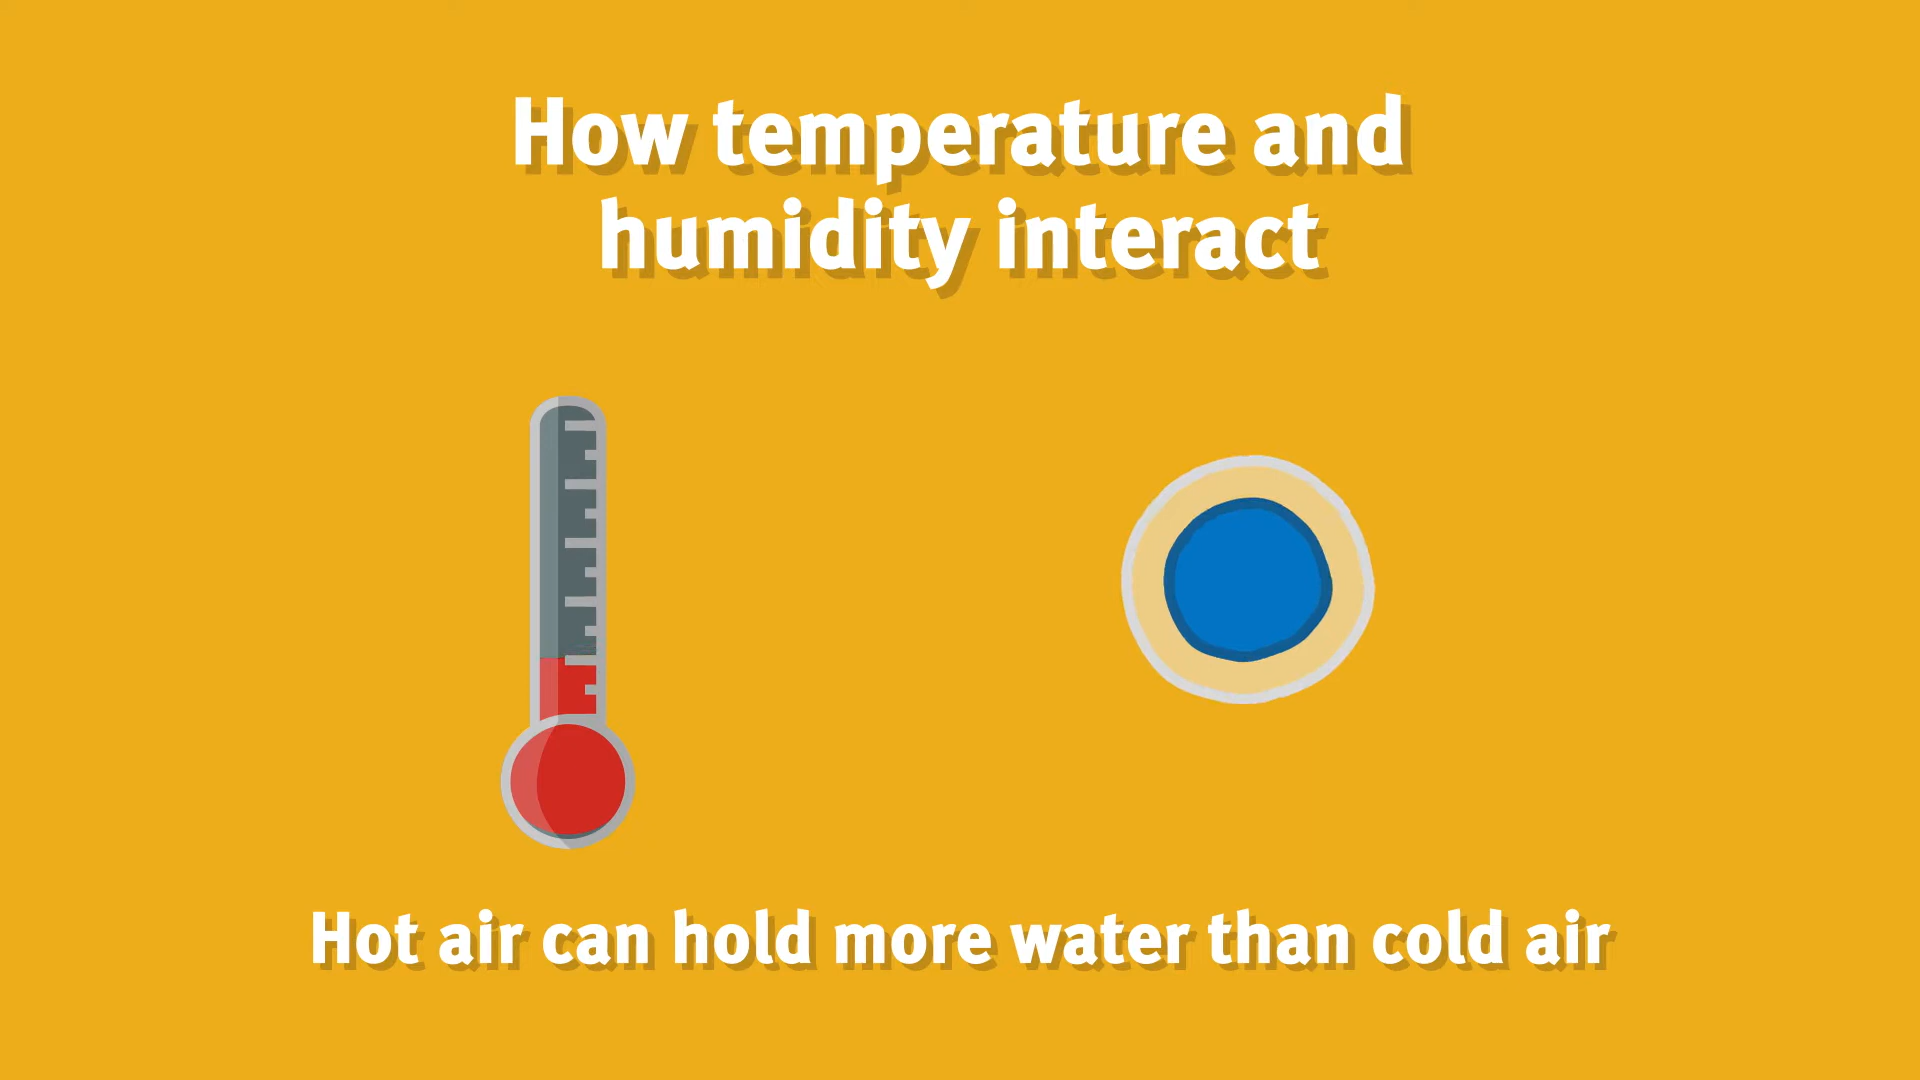 How temperature and
humidity interact
Hot air can hold more water than cold air